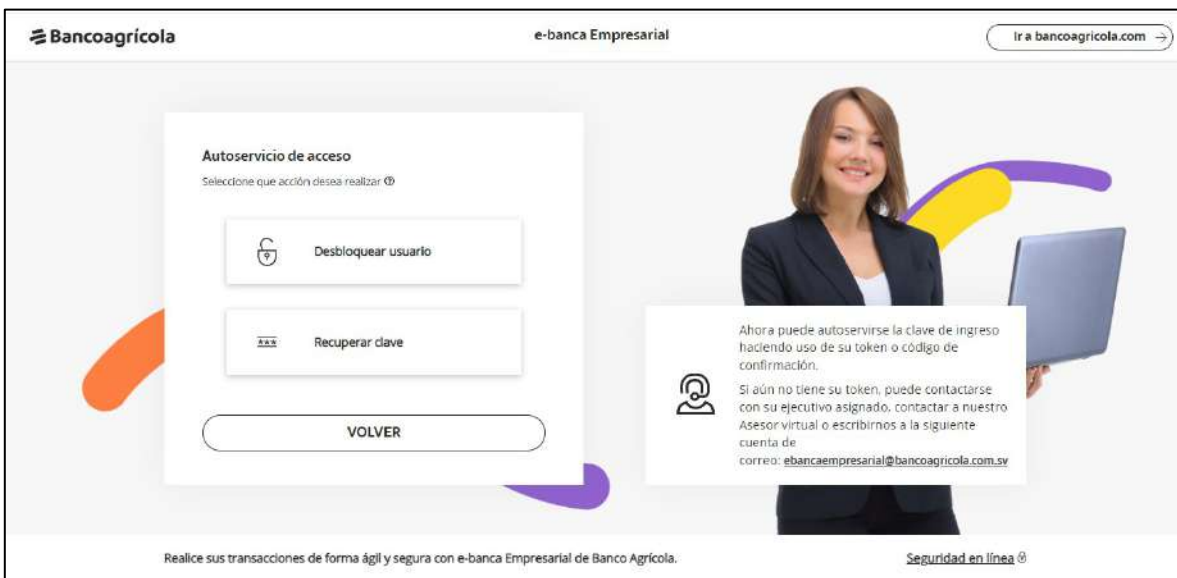 Bancoagrícola
e-banca Empresarial
Ir a bancoagricola.com
Autoservicio de acceso
Seleccione que acción desea realizar
Desbloquear usuario
Recuperar clave
VOLVER
Ahora puede autoservirse la clave de ingreso
haciendo uso de su token o código de
confirmación.
Si aún no tiene su token, puede contactarse
con su ejecutivo asignado, contactar a nuestro
Asesor virtual o escribirnos a la siguiente
cuenta de
correo: ebancaempresarial@bancoagricola.com.sv
Realice sus transacciones de forma ágil y segura con e-banca Empresarial de Banco Agrícola.
Seguridad en línea